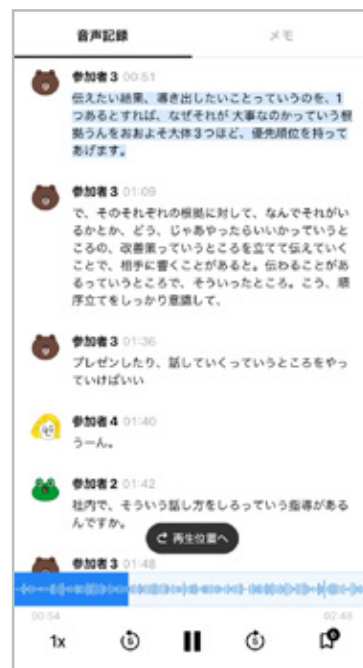 音声記録 メモ
参加者3 00:51
伝えたい結果、導き出したいことっていうのを、1
つあるとすれば、なぜそれが大事なのかっていう根
拠うんをおおよそ大体3つほど、優先順位を持って
あげます。
参加者3 01:09
で、そのそれぞれの根拠に対して、なんでそれがい
るかとか、どう、じゃあやったらいいかっていうと
ころの、改善策っていうところを立てて伝えていく
ことで、相手に響くことがあると。伝わることがあ
るっていうところで、そういったところ。こう、順
序立てをしっかり意識して、
参加者3 01:36
プレゼンしたり、話していくっていうところをやっ
ていけばいい
参加者4 01:40
うーん。
参加者2 01:42
社内で、そういう話し方をしろっていう指導がある
んですか。
再生位置へ
参加者3 01:48
00:54 02:48
1x 5 5 0